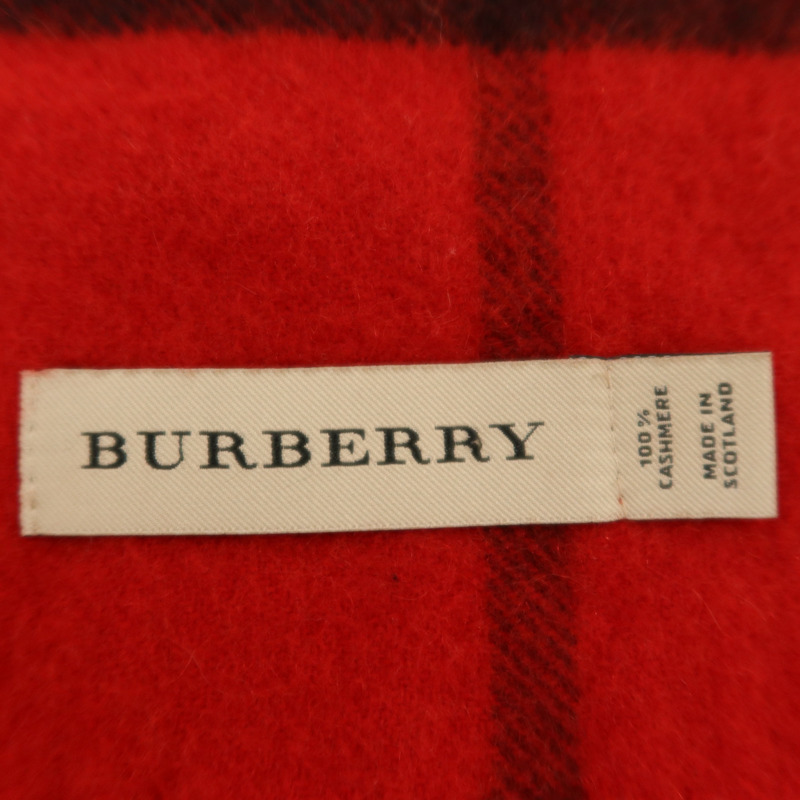 BURBERRY
100%
CASHMERE
MADE IN
SCOTLAND